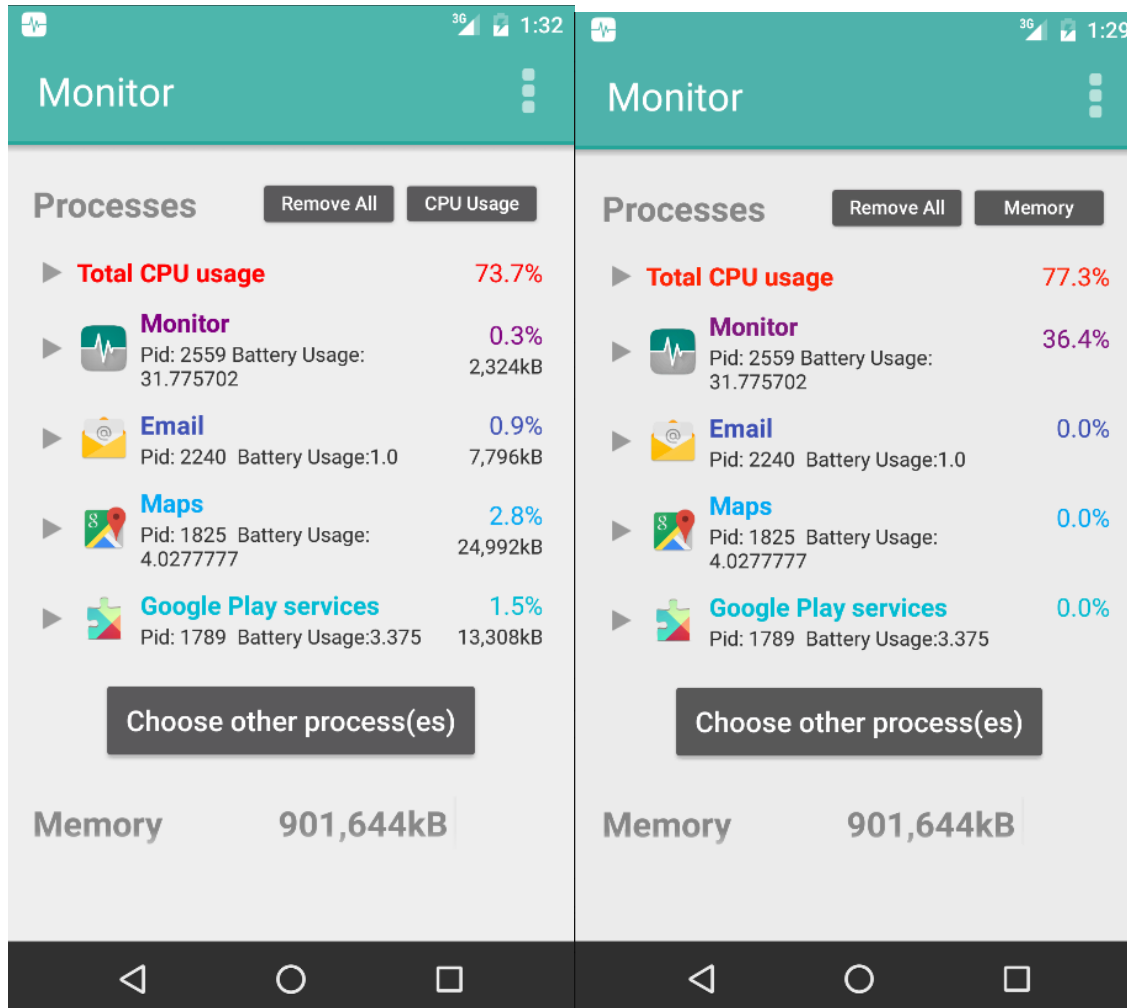 3G 1:32
Monitor
Processes Remove All CPU Usage
Total CPU usage 73.7%
Monitor 0.3%
Pid: 2559 Battery Usage: 2,324kB
31.775702
@
Email 0.9%
Pid: 2240 Battery Usage:1.0 7,796kB
8
Maps 2.8%
Pid: 1825 Battery Usage: 24,992kB
4.0277777
Google Play services 1.5%
Pid: 1789 Battery Usage:3.375 13,308kB
Choose other process(es)
Memory 901,644kB
3G 1:29
Monitor
Processes Remove All Memory
Total CPU usage 77.3%
Monitor 36.4%
Pid: 2559 Battery Usage:
31.775702
@
Email 0.0%
Pid: 2240 Battery Usage:1.0
8
Maps 0.0%
Pid: 1825 Battery Usage:
4.0277777
Google Play services 0.0%
Pid: 1789 Battery Usage:3.375
Choose other process(es)
Memory 901,644kB